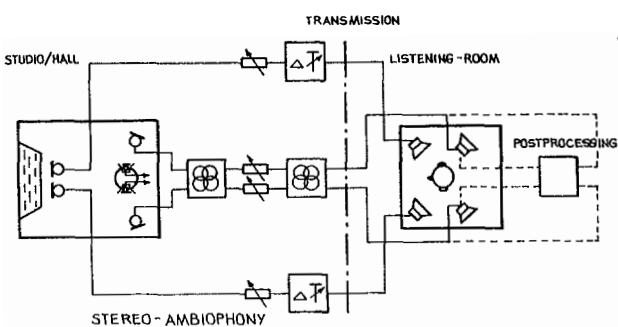 TRANSMISSION
STUDIO/HALL
LISTENING-ROOM
Δ T
POSTPROCESSING
Δ T
STEREO-AMBIOPHONY